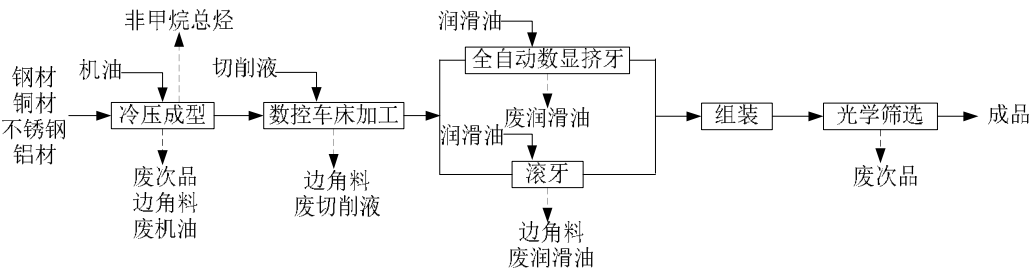 非甲烷总烃
润滑油
机油
切削液
全自动数显挤牙
钢材
铜材
不锈钢
铝材
冷压成型
数控车床加工
废润滑油
润滑油
组装
光学筛选
成品
滚牙
废次品
边角料
废机油
边角料
废切削液
废次品
边角料
废润滑油